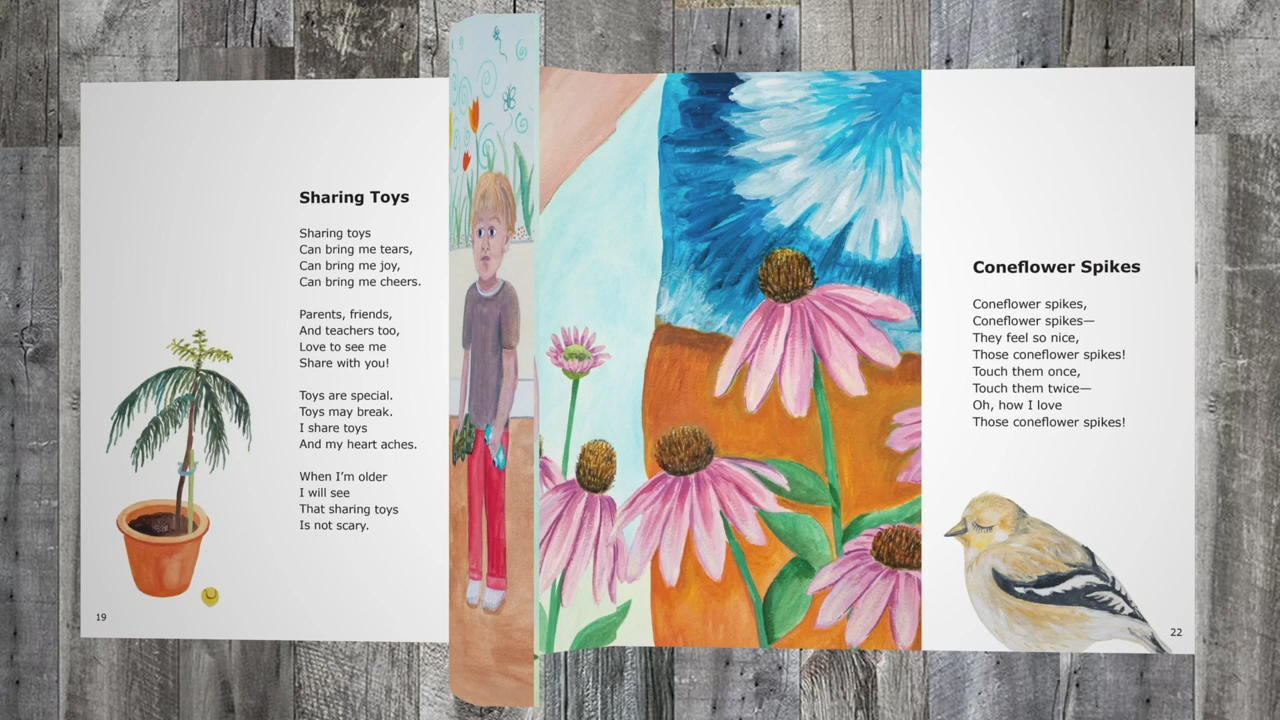 Sharing Toys
Sharing toys
Can bring me tears,
Can bring me joy,
Can bring me cheers.
Parents, friends,
And teachers too,
Love to see me
Share with you!
Toys are special.
Toys may break.
I share toys
And my heart aches.
When I’m older
I will see
That sharing toys
Is not scary.
19
Coneflower Spikes
Coneflower spikes,
Coneflower spikes—
They feel so nice,
Those coneflower spikes!
Touch them once,
Touch them twice—
Oh, how I love
Those coneflower spikes!
22